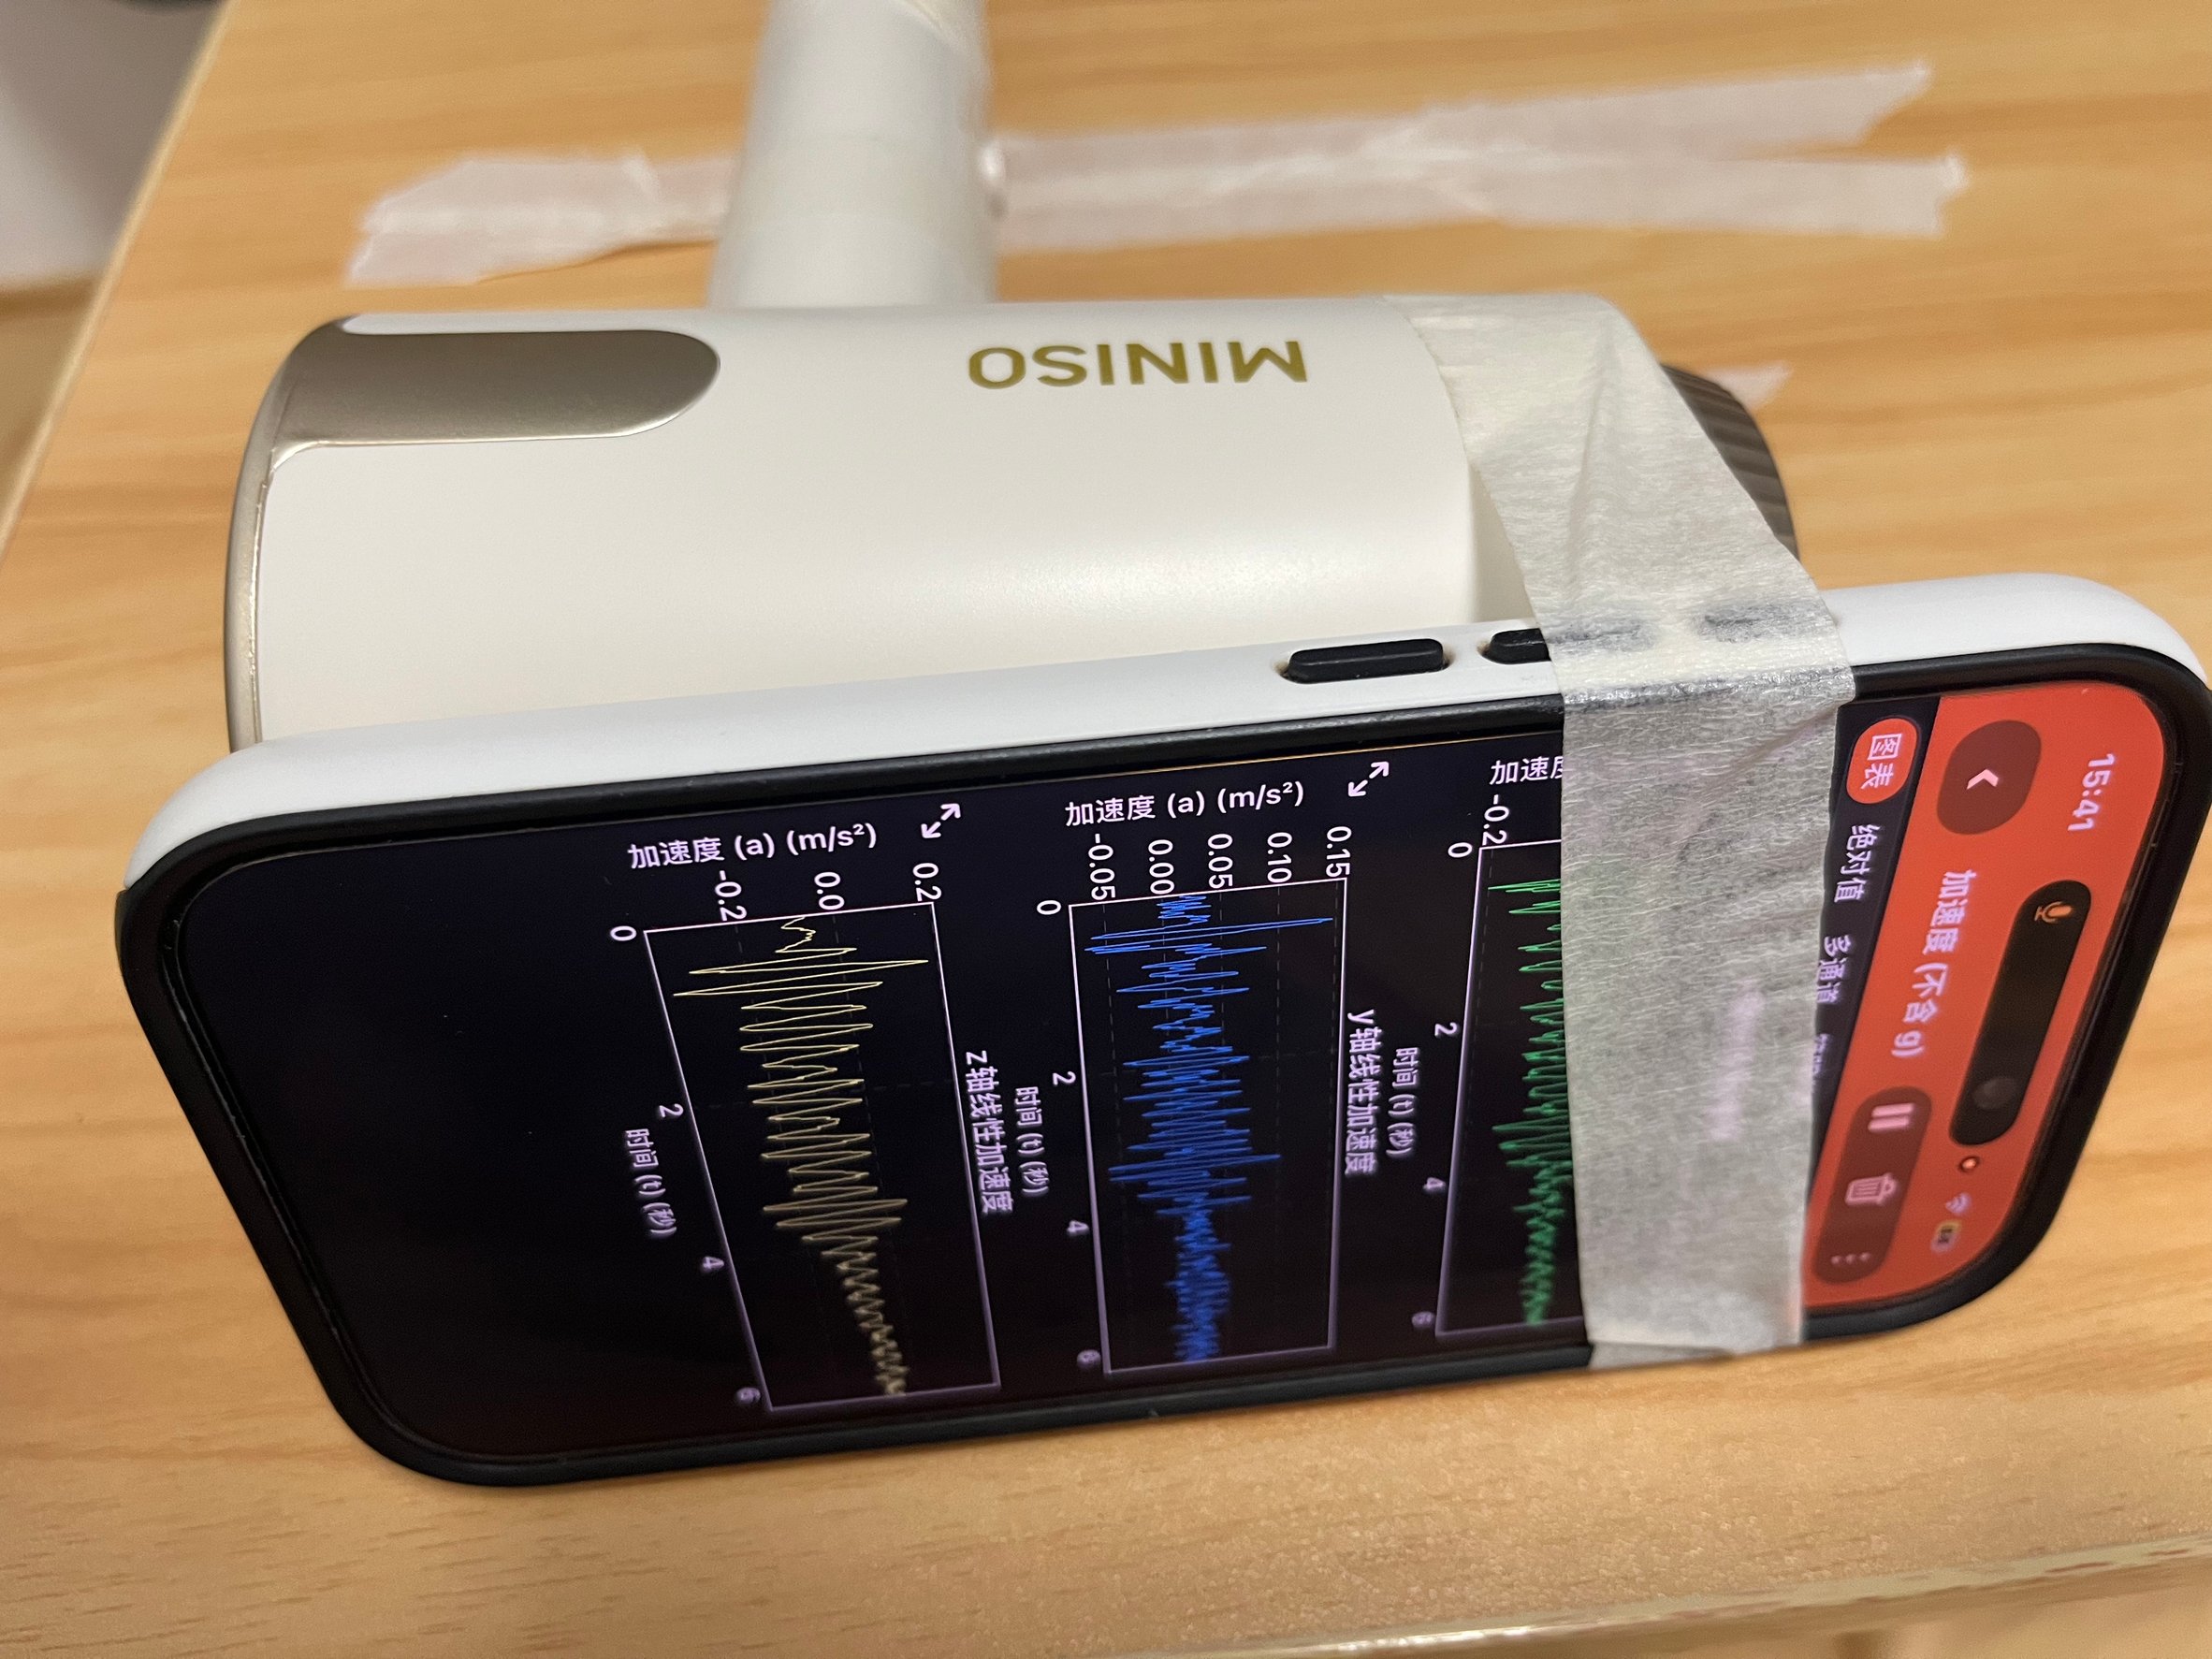 MINISO
15:41
加速度 (不含 g)
图表
绝对值
多通道
加速
-0.2
0
2
4
6
时间 (t) (秒)
y 轴线性加速度
加速度 (a) (m/s²)
0.15
0.10
0.05
0.00
-0.05
0
2
4
6
时间 (t) (秒)
z 轴线性加速度
加速度 (a) (m/s²)
0.2
0.0
-0.2
0
2
4
6
时间 (t) (秒)